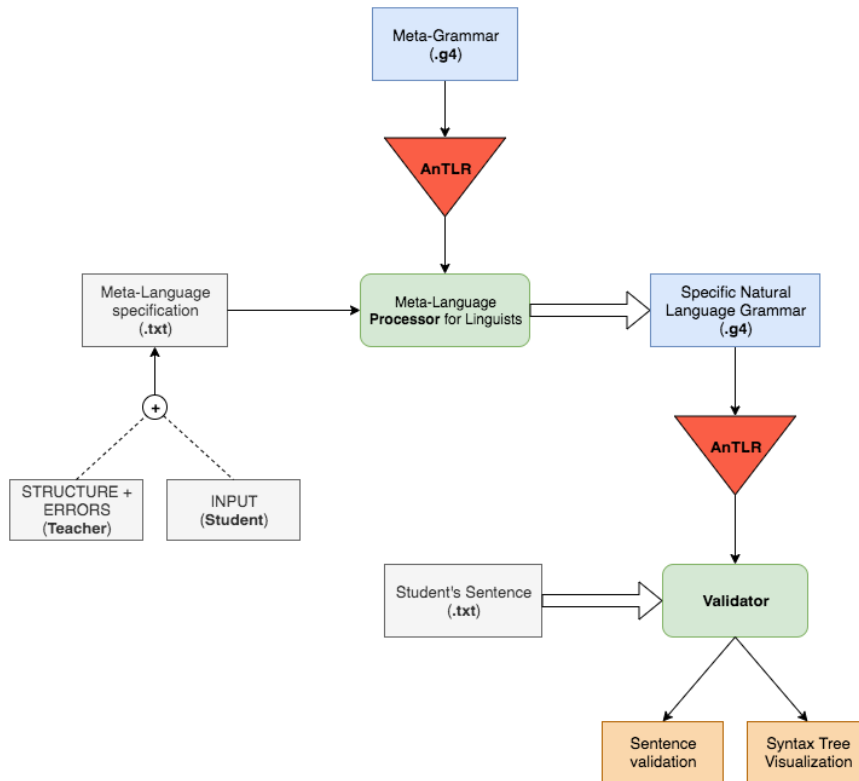 Meta-Grammar
(.g4)
AnTLR
Meta-Language
specification
(.txt)
Meta-Language
Processor for Linguists
Specific Natural
Language Grammar
(.g4)
+
AnTLR
STRUCTURE +
ERRORS
(Teacher)
INPUT
(Student)
Student's Sentence
(.txt)
Validator
Sentence
validation
Syntax Tree
Visualization